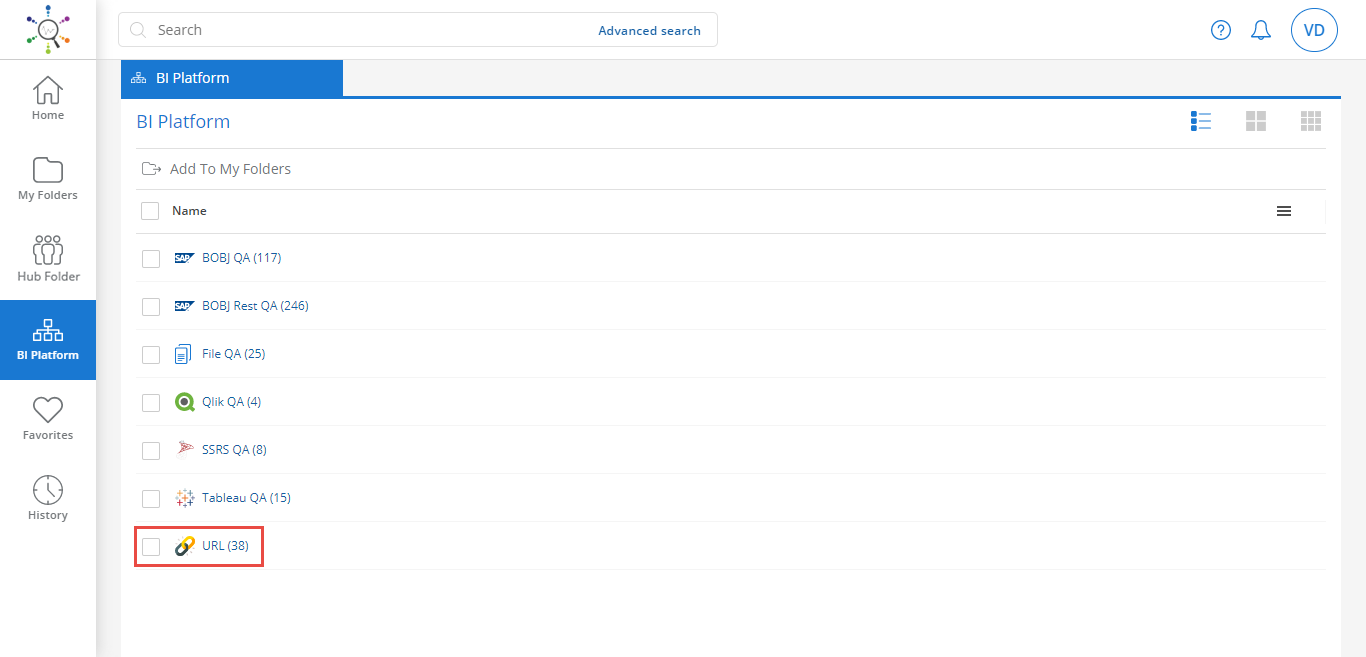 Search
Advanced search
?
VD
BI Platform
Home
My Folders
Hub Folder
BI Platform
Favorites
History
BI Platform
Add To My Folders
Name
SAP BOBJ QA (117)
SAP BOBJ Rest QA (246)
File QA (25)
Qlik QA (4)
SSRS QA (8)
Tableau QA (15)
URL (38)